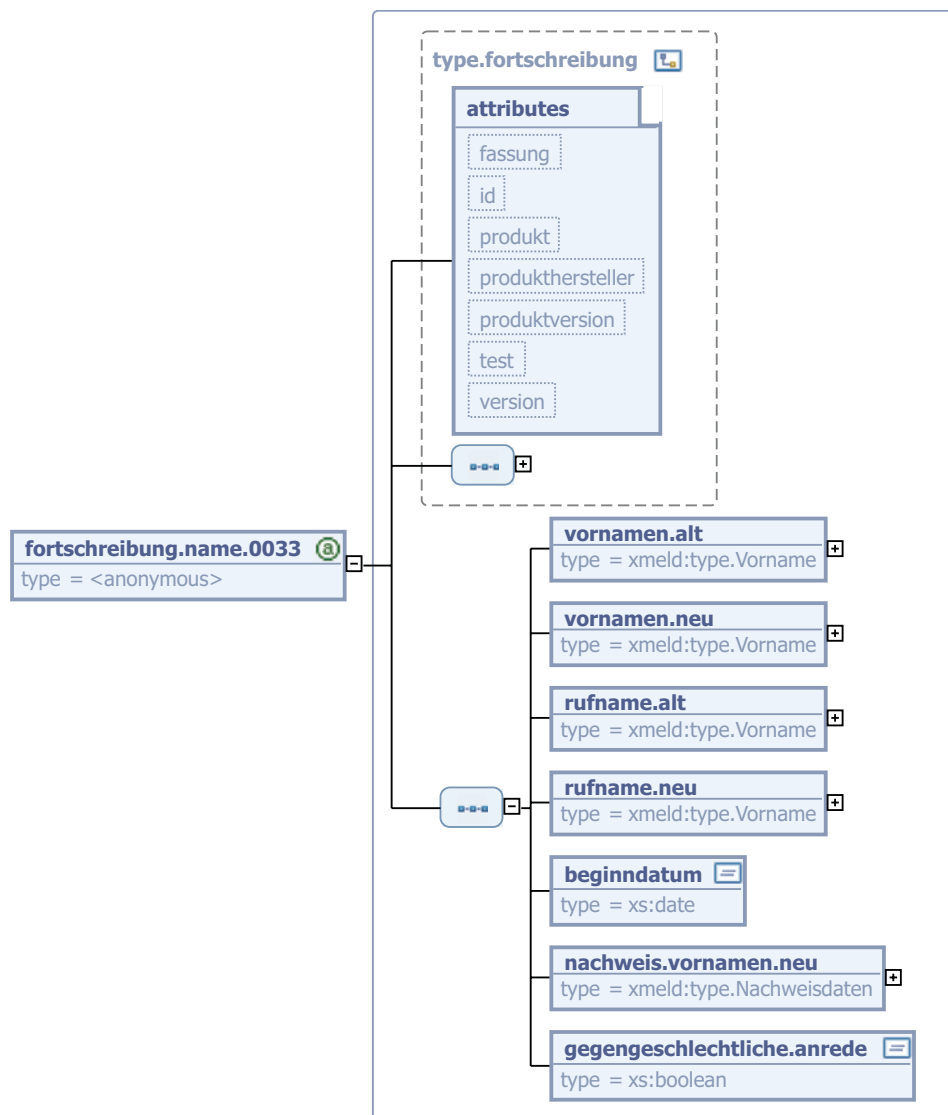 type.fortschreibung
attributes
fassung
id
produkt
produkthersteller
produktversion
test
version
fortschreibung.name.0033 a
type = <anonymous>
vornamen.alt
type = xmeld:type.Vorname
vornamen.neu
type = xmeld:type.Vorname
rufname.alt
type = xmeld:type.Vorname
rufname.neu
type = xmeld:type.Vorname
beginndatum
type = xs:date
nachweis.vornamen.neu
type = xmeld:type.Nachweisdaten
gegengeschlechtliche.anrede
type = xs:boolean